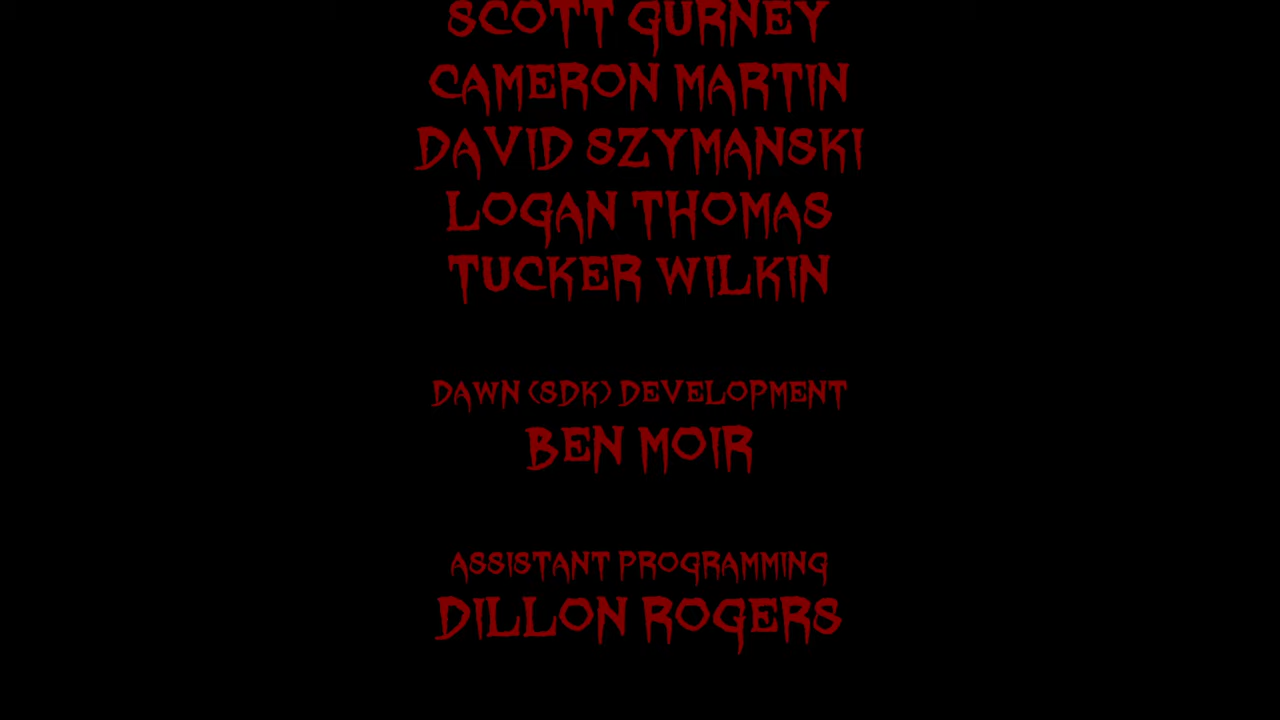 SCOTT GURNEY
CAMERON MARTIN
DAVID SZYMANSKI
LOGAN THOMAS
TUCKER WILKIN
DAWN (SDK) DEVELOPMENT
BEN MOIR
ASSISTANT PROGRAMMING
DILLON ROGERS